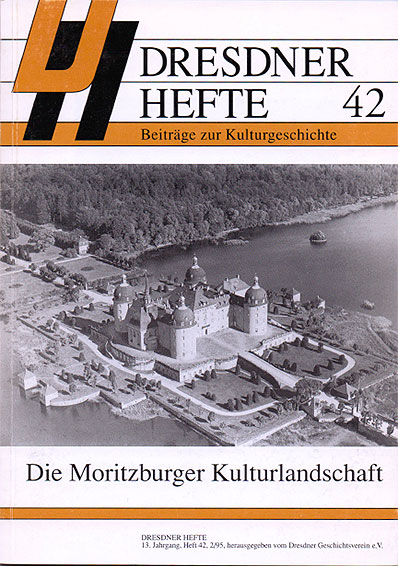 DRESDNER
HEFTE 42
Beiträge zur Kulturgeschichte
Die Moritzburger Kulturlandschaft
DRESDNER HEFTE
13. Jahrgang, Heft 42, 2/95, herausgegeben vom Dresdner Geschichtsverein e.V.